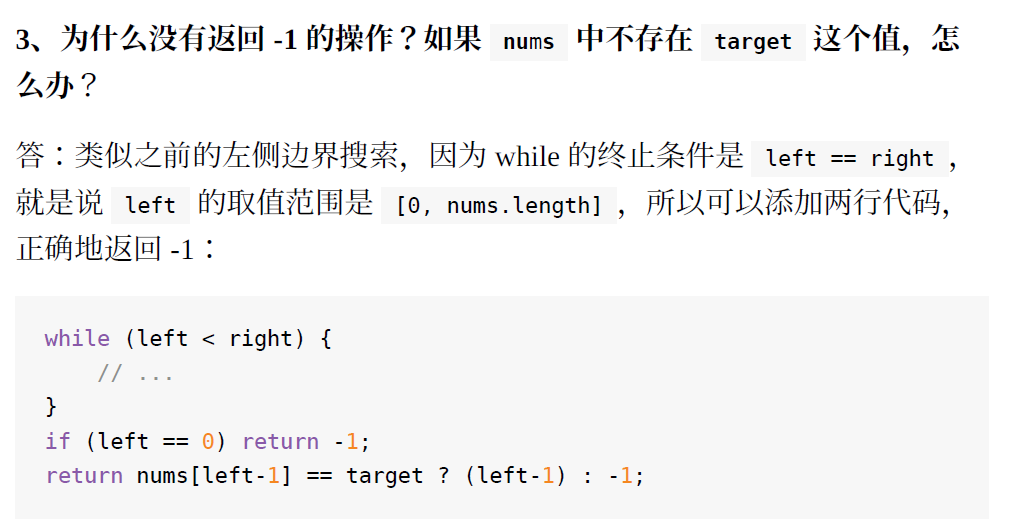 3、为什么没有返回 -1 的操作？如果 nums 中不存在 target 这个值，怎
么办？
答：类似之前的左侧边界搜索，因为 while 的终止条件是 left == right ，
就是说 left 的取值范围是 [0, nums.length] ，所以可以添加两行代码，
正确地返回 -1：
while (left < right) {
    // ...
}
if (left == 0) return -1;
return nums[left-1] == target ? (left-1) : -1;